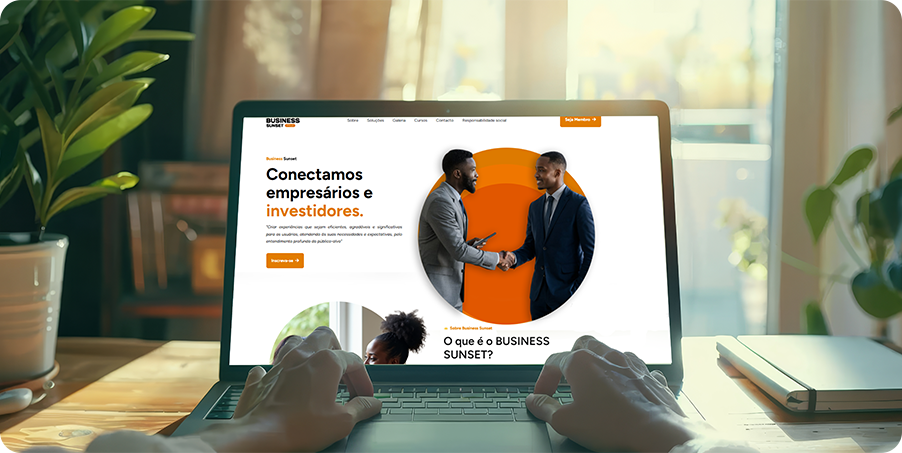 BUSINESS
SUNSET
Sobre Soluções Galeria Cursos Contacto Responsabilidade social
Seja Membro →
Business Sunset
Conectamos
empresários e
investidores.
"Criar experiências que sejam eficientes, agradáveis e significativas
para os usuários, atendendo às suas necessidades e expectativas, pelo
entendimento profundo do publico-alvo"
Inscreva-se →
Sobre Business Sunset
O que é o BUSINESS
SUNSET?